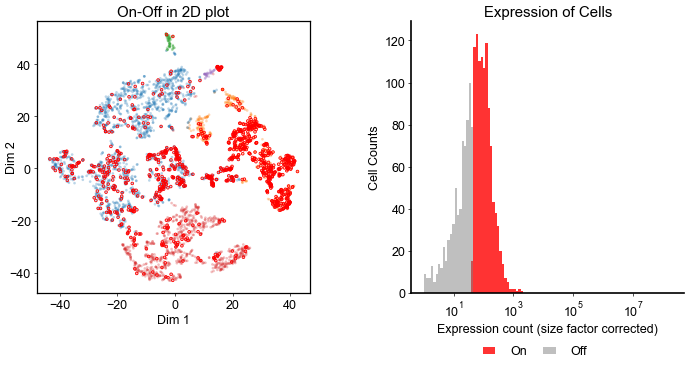 On-Off in 2D plot
Expression of Cells
40
20
0
−20
−40
Dim 2
−40 −20 0 20 40
Dim 1
120
100
80
60
40
20
0
Cell Counts
10^1 10^3 10^5 10^7
Expression count (size factor corrected)
On Off